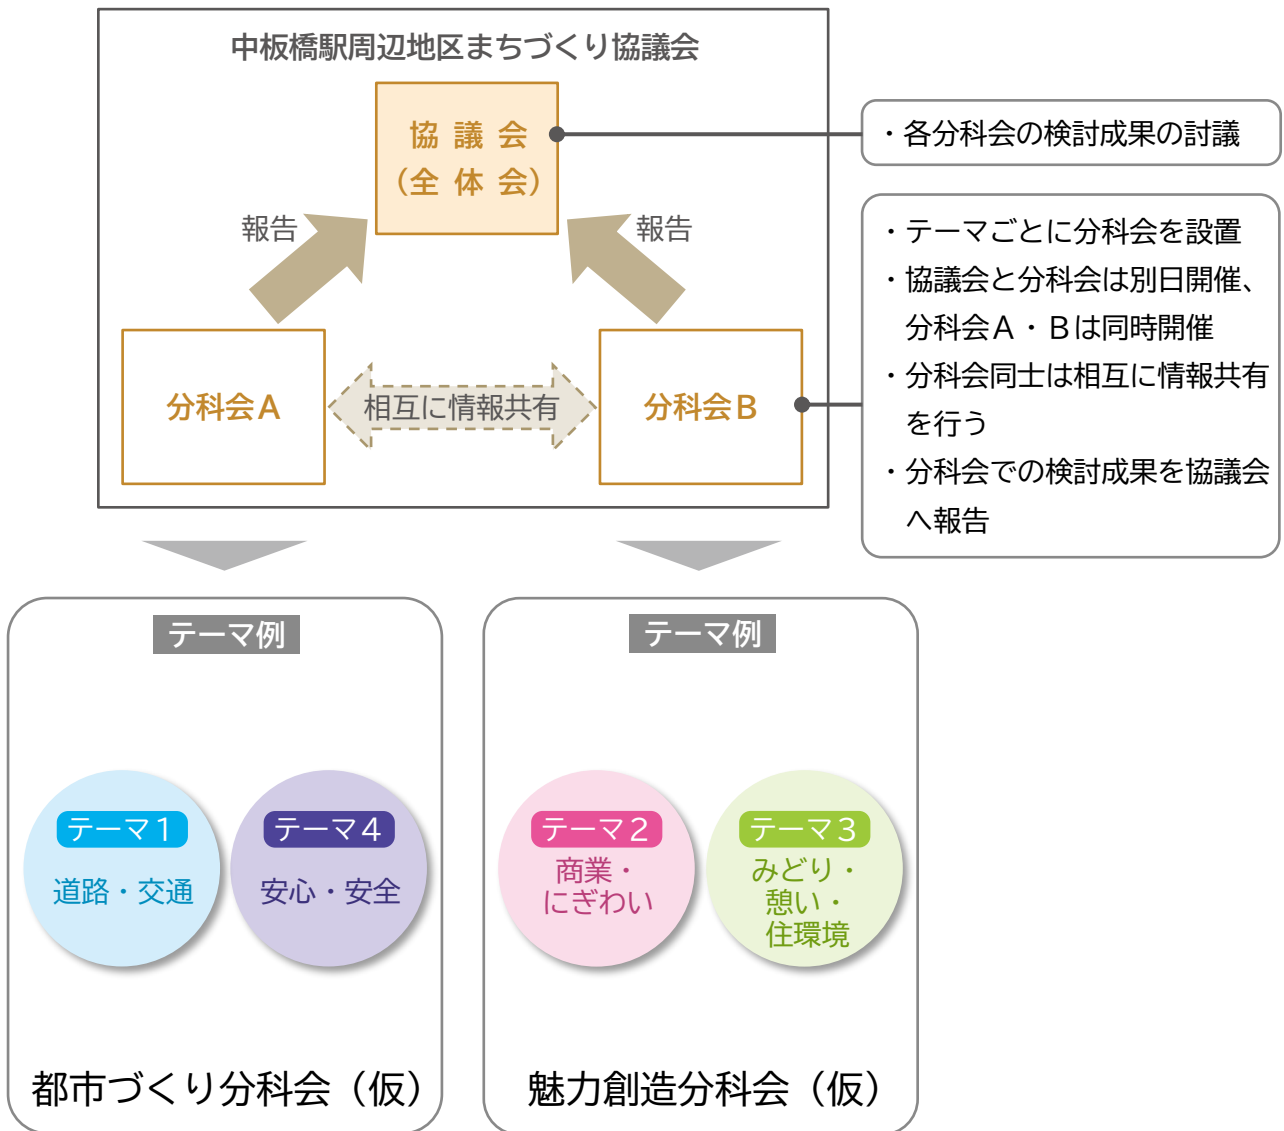 中板橋駅周辺地区まちづくり協議会
協議会
（全体会）
・各分科会の検討成果の討議
報告
報告
・テーマごとに分科会を設置
・協議会と分科会は別日開催、
分科会A・Bは同時開催
・分科会同士は相互に情報共有
を行う
・分科会での検討成果を協議会
へ報告
分科会A
相互に情報共有
分科会B
テーマ例
テーマ1
道路・交通
テーマ4
安心・安全
都市づくり分科会（仮）
テーマ例
テーマ2
商業・
にぎわい
テーマ3
みどり・
憩い・
住環境
魅力創造分科会（仮）